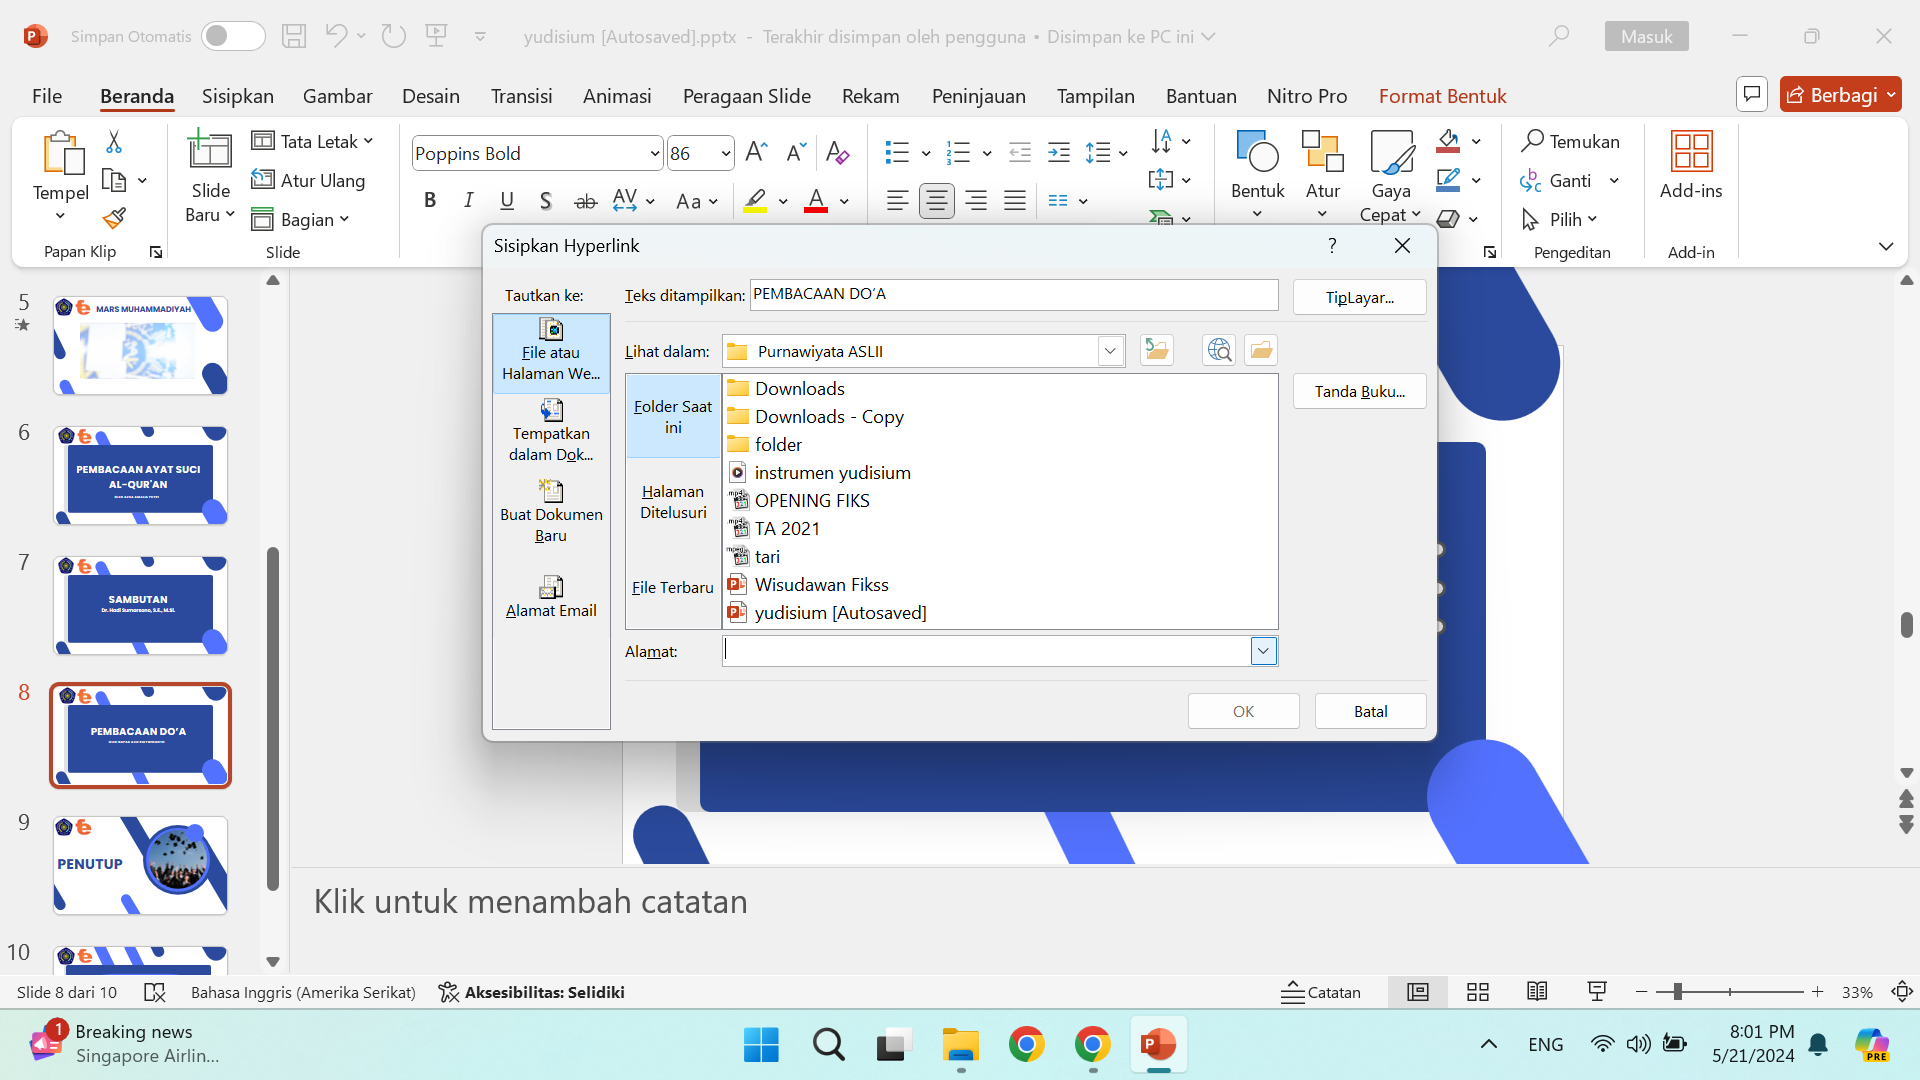 Simpan Otomatis
yudisium [Autosaved].pptx - Terakhir disimpan oleh pengguna • Disimpan ke PC ini
Masuk
File Beranda Sisipkan Gambar Desain Transisi Animasi Peragaan Slide Rekam Peninjauan Tampilan Bantuan Nitro Pro Format Bentuk
Berbagi
Tempel
Papan Klip
Slide Baru
Tata Letak
Atur Ulang
Bagian
Slide
Poppins Bold
86
Bentuk
Atur
Gaya Cepat
Temukan
Ganti
Pilih
Pengeditan
Add-ins
Add-in
Sisipkan Hyperlink
Tautkan ke:
Teks ditampilkan: PEMBACAAN DO'A
TipLayar...
File atau
Halaman We...
Lihat dalam: Purnawiyata ASLII
Tempatkan
dalam Dok...
Buat Dokumen
Baru
Alamat Email
Folder Saat
ini
Halaman
Ditelusuri
File Terbaru
Downloads
Downloads - Copy
folder
instrumen yudisium
OPENING FIKS
TA 2021
tari
Wisudawan Fikss
yudisium [Autosaved]
Tanda Buku...
Alamat:
OK
Batal
5
MARS MUHAMMADIYAH
6
PEMBACAAN AYAT SUCI
AL-QUR'AN
7
SAMBUTAN
Dr. Hadi Sumarsono, S.E., M.Si.
8
PEMBACAAN DO'A
9
PENUTUP
10
Klik untuk menambah catatan
Slide 8 dari 10
Bahasa Inggris (Amerika Serikat)
Aksesibilitas: Selidiki
Catatan
33%
1
Breaking news
Singapore Airlin...
ENG
8:01 PM
5/21/2024
PRE